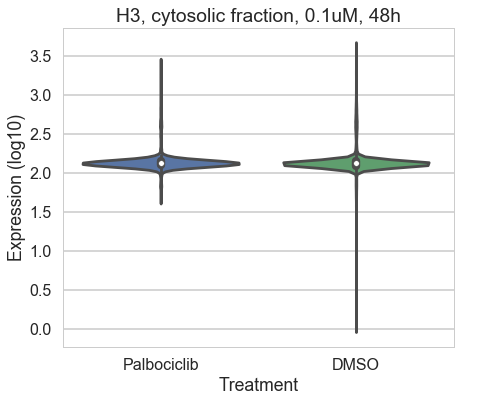 H3, cytosolic fraction, 0.1uM, 48h
Expression (log10)
3.5
3.0
2.5
2.0
1.5
1.0
0.5
0.0
Palbociclib
DMSO
Treatment